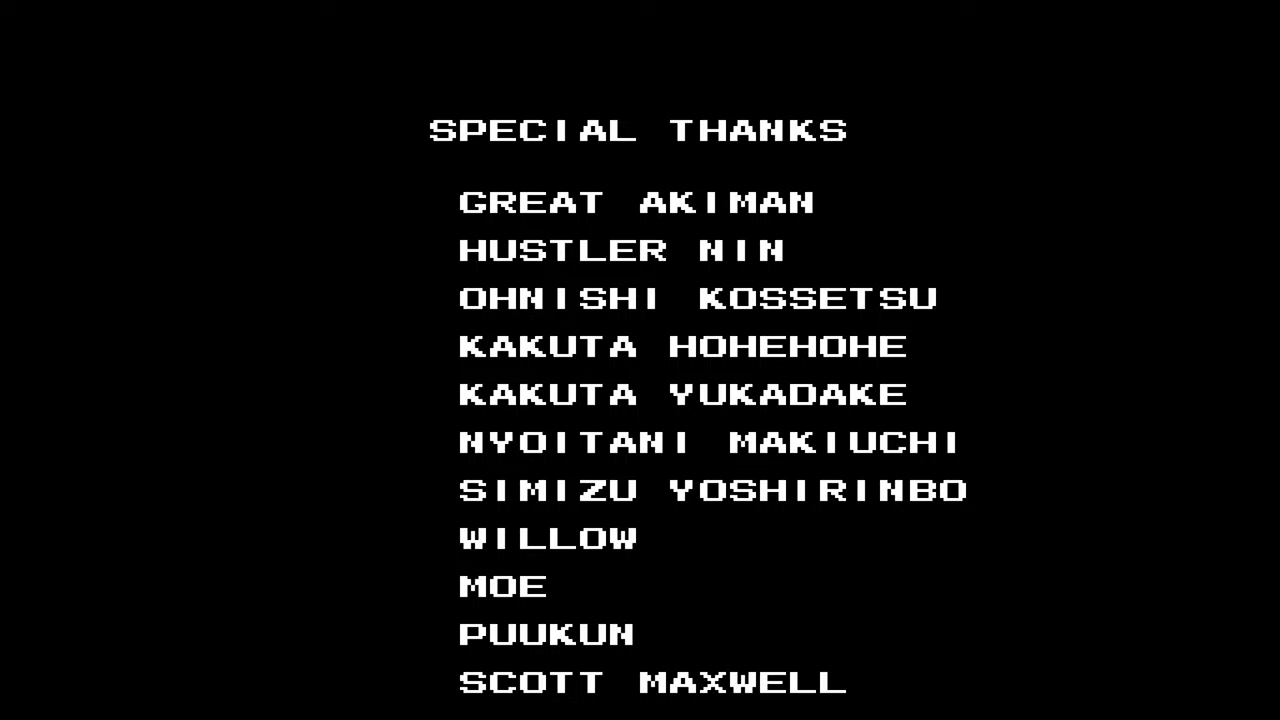 SPECIAL THANKS
GREAT AKIMAN
HUSTLER NIN
OHNISHI KOSSETSU
KAKUTA HOHEHOHE
KAKUTA YUKADAKE
NYOITANI MAKIUCHI
SIMIZU YOSHIRINBO
WILLOW
MOE
PUUKUN
SCOTT MAXWELL